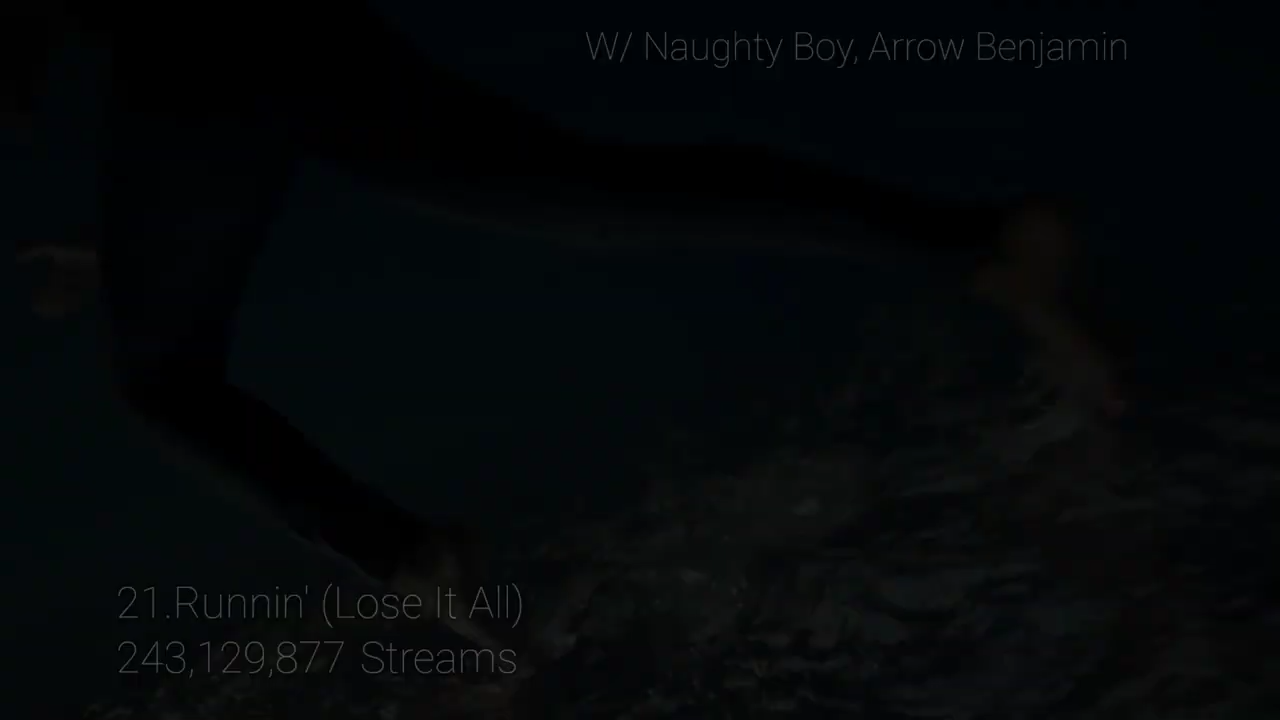 W/ Naughty Boy, Arrow Benjamin
21.Runnin' (Lose It All)
243,129,877 Streams